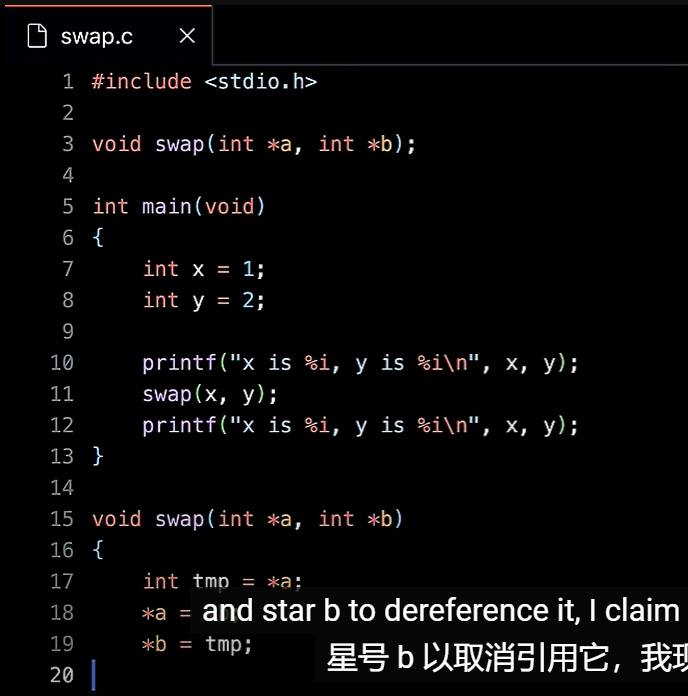 swap.c
1 #include <stdio.h>
2
3 void swap(int *a, int *b);
4
5 int main(void)
6 {
7 int x = 1;
8 int y = 2;
9
10 printf("x is %i, y is %i\n", x, y);
11 swap(x, y);
12 printf("x is %i, y is %i\n", x, y);
13 }
14
15 void swap(int *a, int *b)
16 {
17 int tmp = *a;
18 *a =
and star b to dereference it, I claim
19 *b = tmp;
星号 b 以取消引用它，我现
20